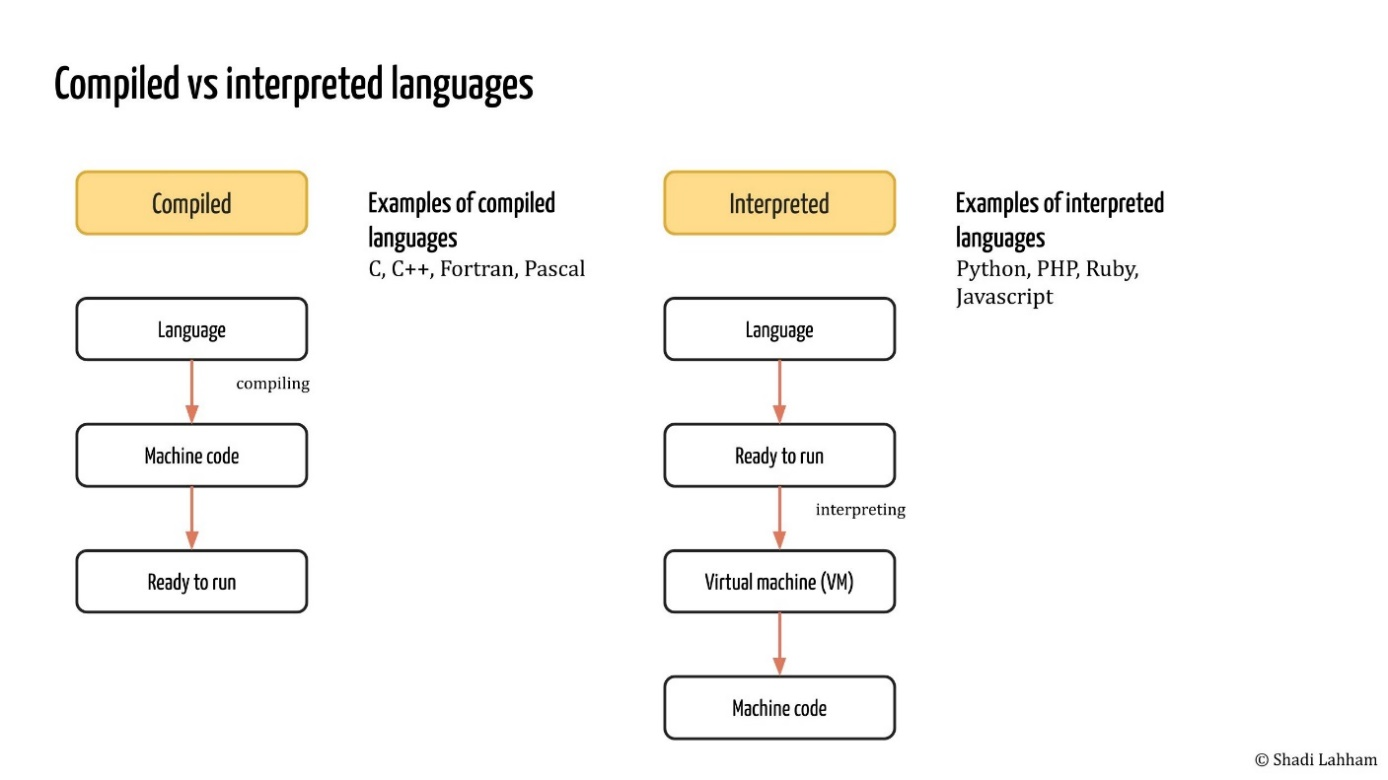 Compiled vs interpreted languages
Compiled
Examples of compiled
languages
C, C++, Fortran, Pascal
Language
compiling
Machine code
Ready to run
Interpreted
Examples of interpreted
languages
Python, PHP, Ruby,
Javascript
Language
Ready to run
interpreting
Virtual machine (VM)
Machine code
© Shadi Lahham